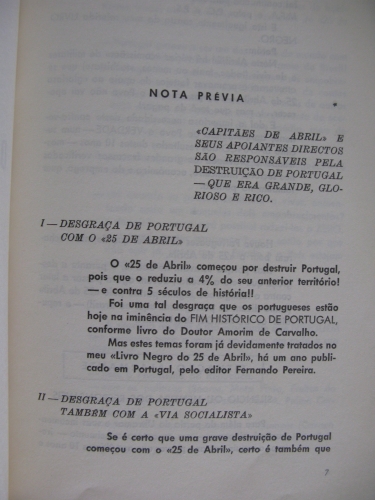 NOTA PRÉVIA
«CAPITÃES DE ABRIL» E
SEUS APOIANTES DIRECTOS
SÃO RESPONSÁVEIS PELA
DESTRUIÇÃO DE PORTUGAL
— QUE ERA GRANDE, GLO-
RIOSO E RICO.
I — DESGRAÇA DE PORTUGAL
COM O «25 DE ABRIL»
O «25 de Abril» começou por destruir Portugal,
pois que o reduziu a 4% do seu anterior território!
— e contra 5 séculos de história!!
Foi uma tal desgraça que os portugueses estão
hoje na iminência do FIM HISTÓRICO DE PORTUGAL,
conforme livro do Doutor Amorim de Carvalho.
Mas estes temas foram já devidamente tratados no
meu «Livro Negro do 25 de Abril», há um ano publi-
cado em Portugal, pelo editor Fernando Pereira.
II — DESGRAÇA DE PORTUGAL
TAMBÉM COM A «VIA SOCIALISTA»
Se é certo que uma grave destruição de Portugal
começou com o «25 de Abril», certo é também que
7